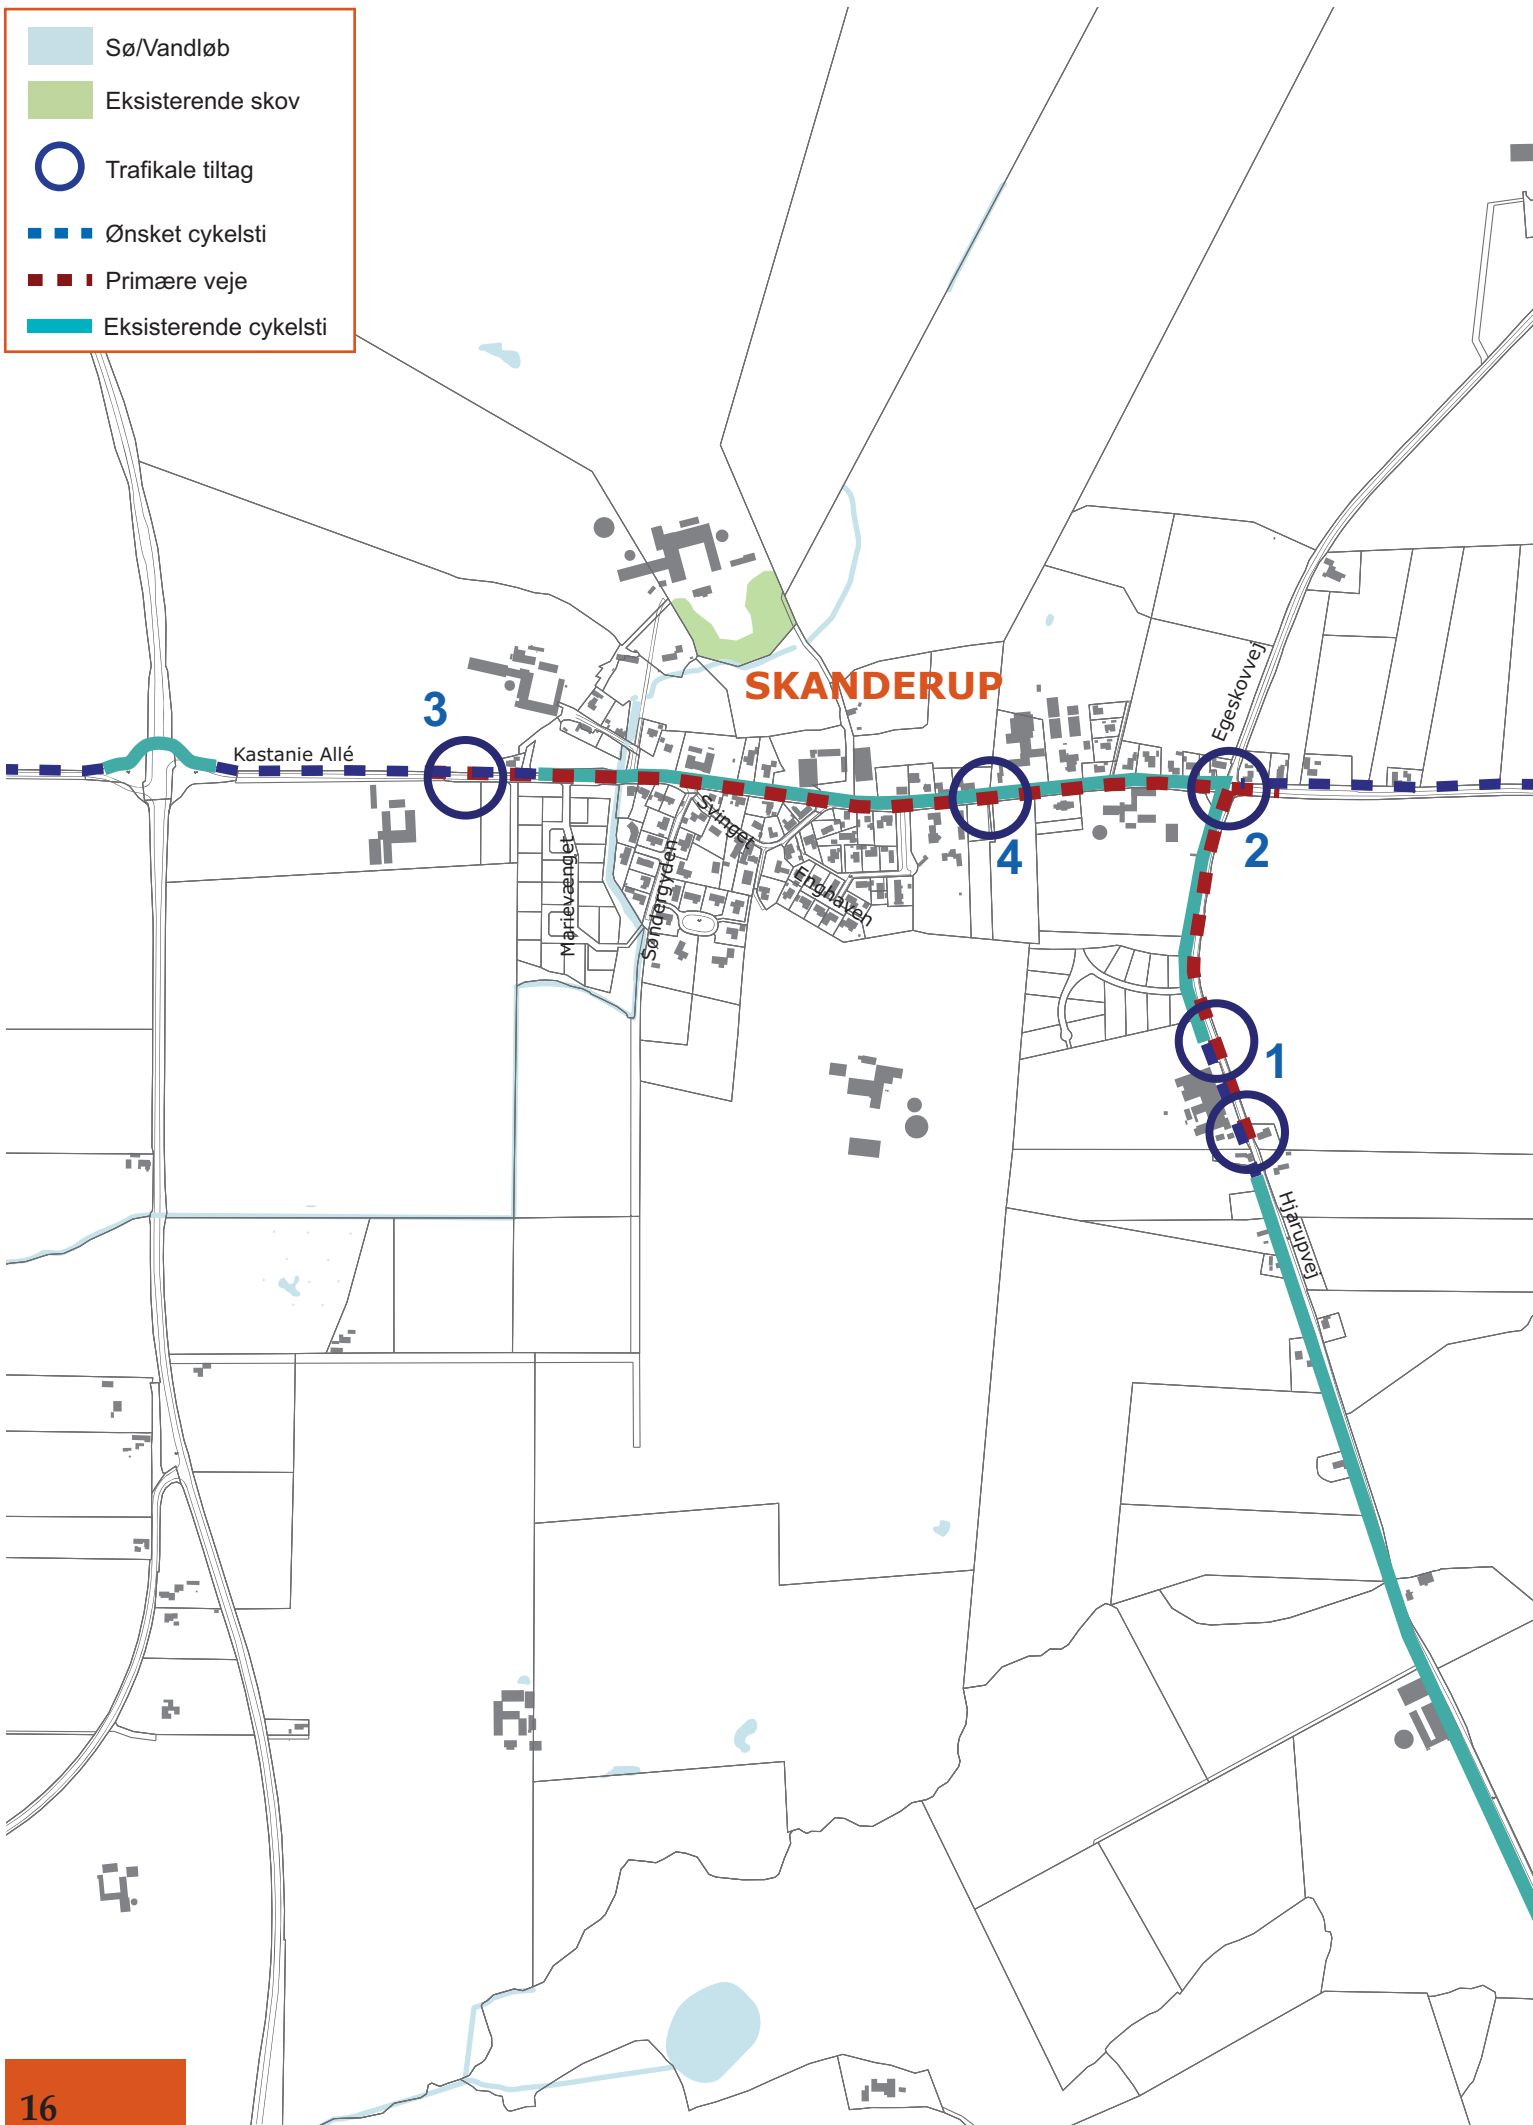 Sø/Vandløb
Eksisterende skov
Trafikale tiltag
Ønsket cykelsti
Primære veje
Eksisterende cykelsti
Egeskovvej
SKANDERUP
3
Kastanie Allé
Svinget
4
2
Marievænget
Søndergyden
Enghaven
1
Hjarupvej
16